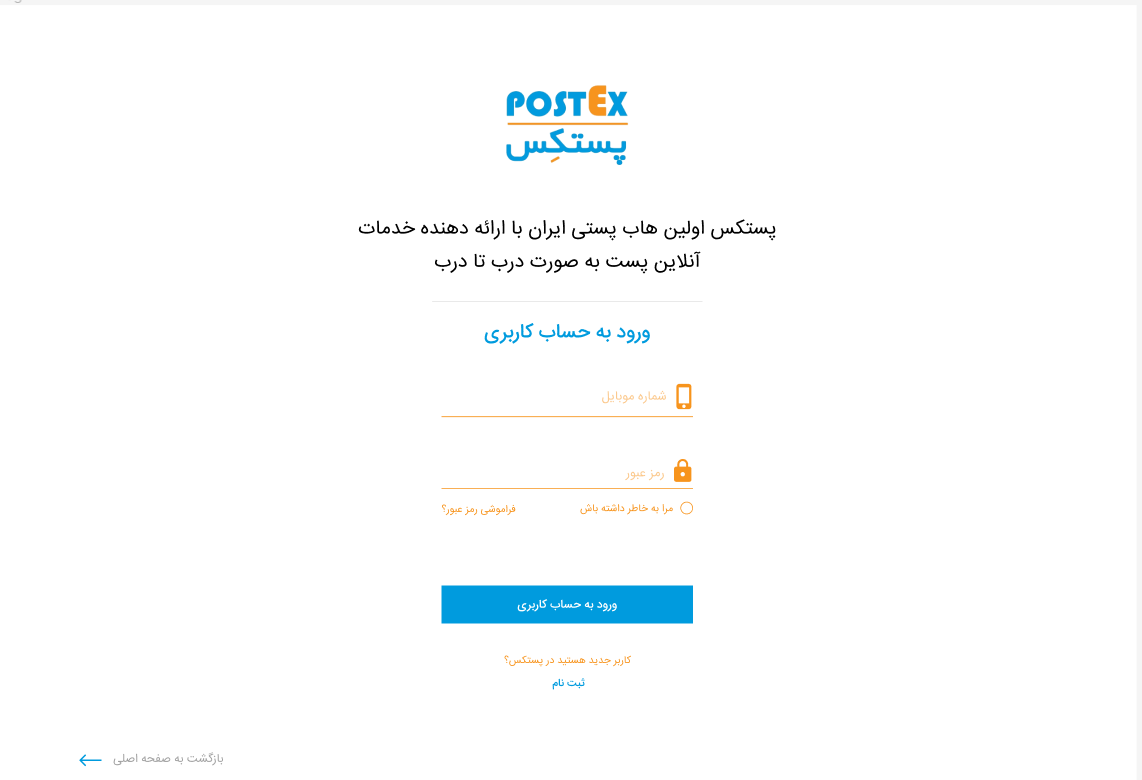 POSTEX
پستکِس
پستکس اولین هاب پستی ایران با ارائه دهنده خدمات
آنلاین پست به صورت درب تا درب
ورود به حساب کاربری
شماره موبایل
رمز عبور
مرا به خاطر داشته باش
فراموشی رمز عبور؟
ورود به حساب کاربری
کاربر جدید هستید در پستکس؟
ثبت نام
بازگشت به صفحه اصلی